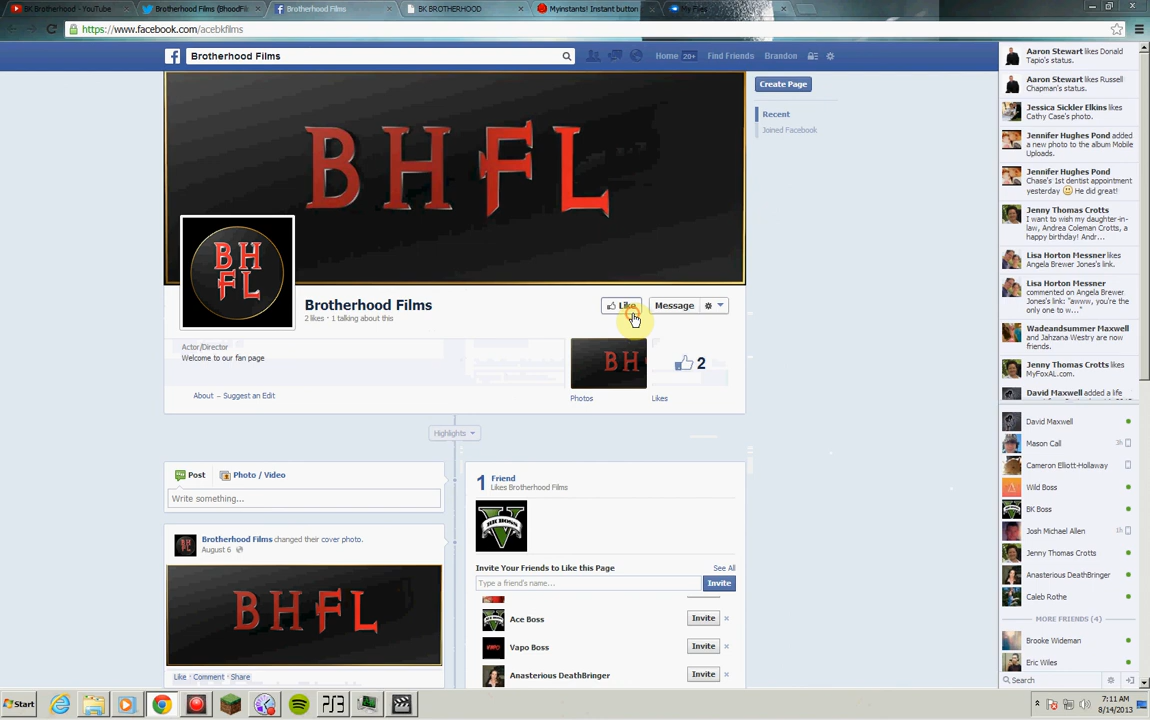 BK Brotherhood - YouTube
Brotherhood Films (BhoodFil
Brotherhood Films
BK BROTHERHOOD
Myinstants! Instant button
My Files
https://www.facebook.com/acebkfilms
Brotherhood Films
Home 20+
Find Friends
Brandon
BHFL
Create Page
Recent
Joined Facebook
BH
FL
Brotherhood Films
2 likes · 1 talking about this
Like
Message
Actor/Director
Welcome to our fan page
About – Suggest an Edit
BH
2
Photos
Likes
Highlights
Post
Photo / Video
Write something...
Brotherhood Films changed their cover photo.
August 6
BHFL
Like · Comment · Share
1 Friend
Likes Brotherhood Films
BK BOSS
V
Invite Your Friends to Like this Page
See All
Type a friend's name...
Invite
Ace Boss
Invite
Vapo Boss
Invite
Anasterious DeathBringer
Invite
Aaron Stewart likes Donald
Tapio's status.
Aaron Stewart likes Russell
Chapman's status.
Jessica Sickler Elkins likes
Cathy Case's photo.
Jennifer Hughes Pond added
a new photo to the album Mobile
Uploads.
Jennifer Hughes Pond
Chase's 1st dentist appointment
yesterday He did great!
Jenny Thomas Crotts
I want to wish my daughter-in-
law, Andrea Coleman Crotts, a
happy birthday! Andr...
Lisa Horton Messner likes
Angela Brewer Jones's link.
Lisa Horton Messner
commented on Angela Brewer
Jones's link: "awww, you're the
only one to w..."
Wadeandsummer Maxwell
and Jahzana Westry are now
friends.
Jenny Thomas Crotts likes
MyFoxAL.com.
David Maxwell added a life
David Maxwell
Mason Call
3h
Cameron Elliott-Hollaway
Wild Boss
BK Boss
Josh Michael Allen
Jenny Thomas Crotts
Anasterious DeathBringer
Caleb Rothe
MORE FRIENDS (4)
Brooke Wideman
Eric Wiles
Search
Start
7:11 AM
8/14/2013